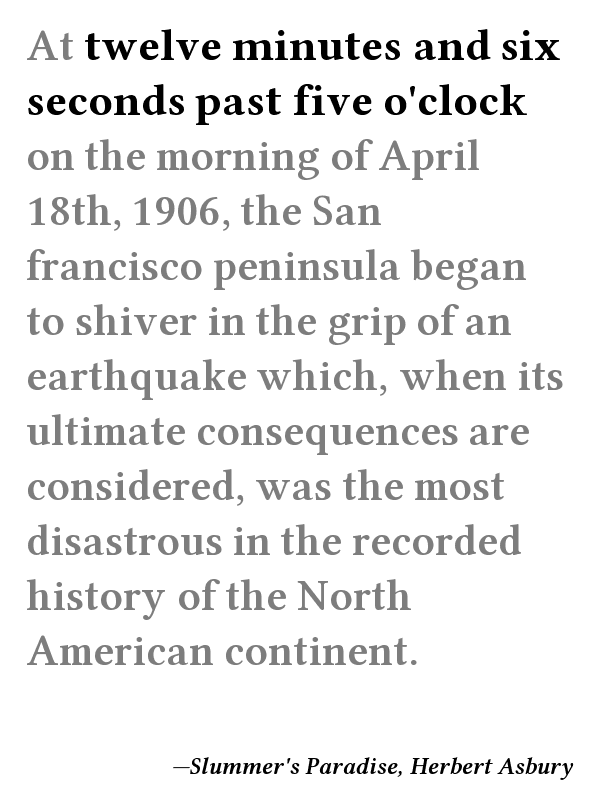 At twelve minutes and six
seconds past five o'clock
on the morning of April
18th, 1906, the San
francisco peninsula began
to shiver in the grip of an
earthquake which, when its
ultimate consequences are
considered, was the most
disastrous in the recorded
history of the North
American continent.
—Slummer's Paradise, Herbert Asbury